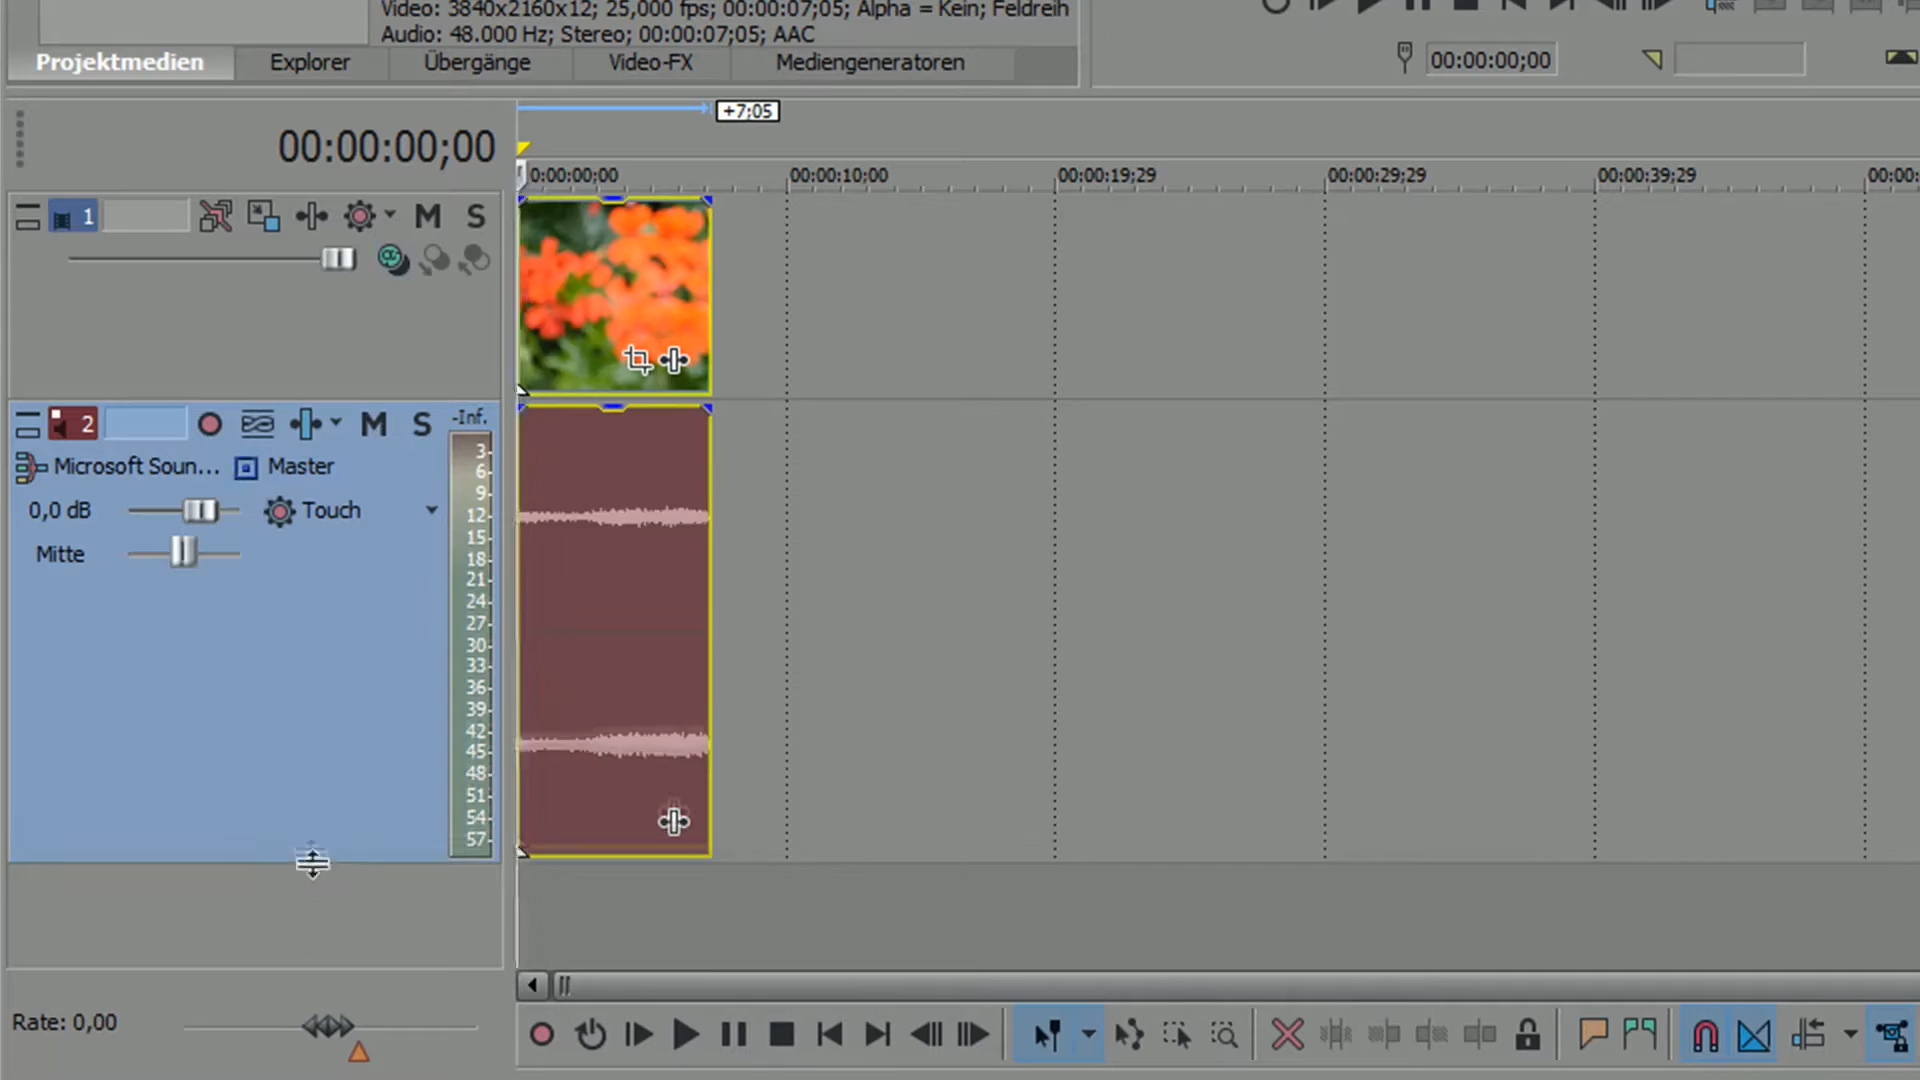 Video: 3840x2160x12; 25,000 fps; 00:00:07;05; Alpha = Kein; Feldreih
Audio: 48.000 Hz; Stereo; 00:00:07;05; AAC
Projektmedien Explorer Übergänge Video-FX Mediengeneratoren
00:00:00;00
+7;05
00:00:00;00
0:00:00;00 00:00:10;00 00:00:19;29 00:00:29;29 00:00:39;29 00:00:
1 M S
2 M S -Inf.
Microsoft Soun... Master
0,0 dB Touch
Mitte
3
6
9
12
15
18
21
24
27
30
33
36
39
42
45
48
51
54
57
Rate: 0,00